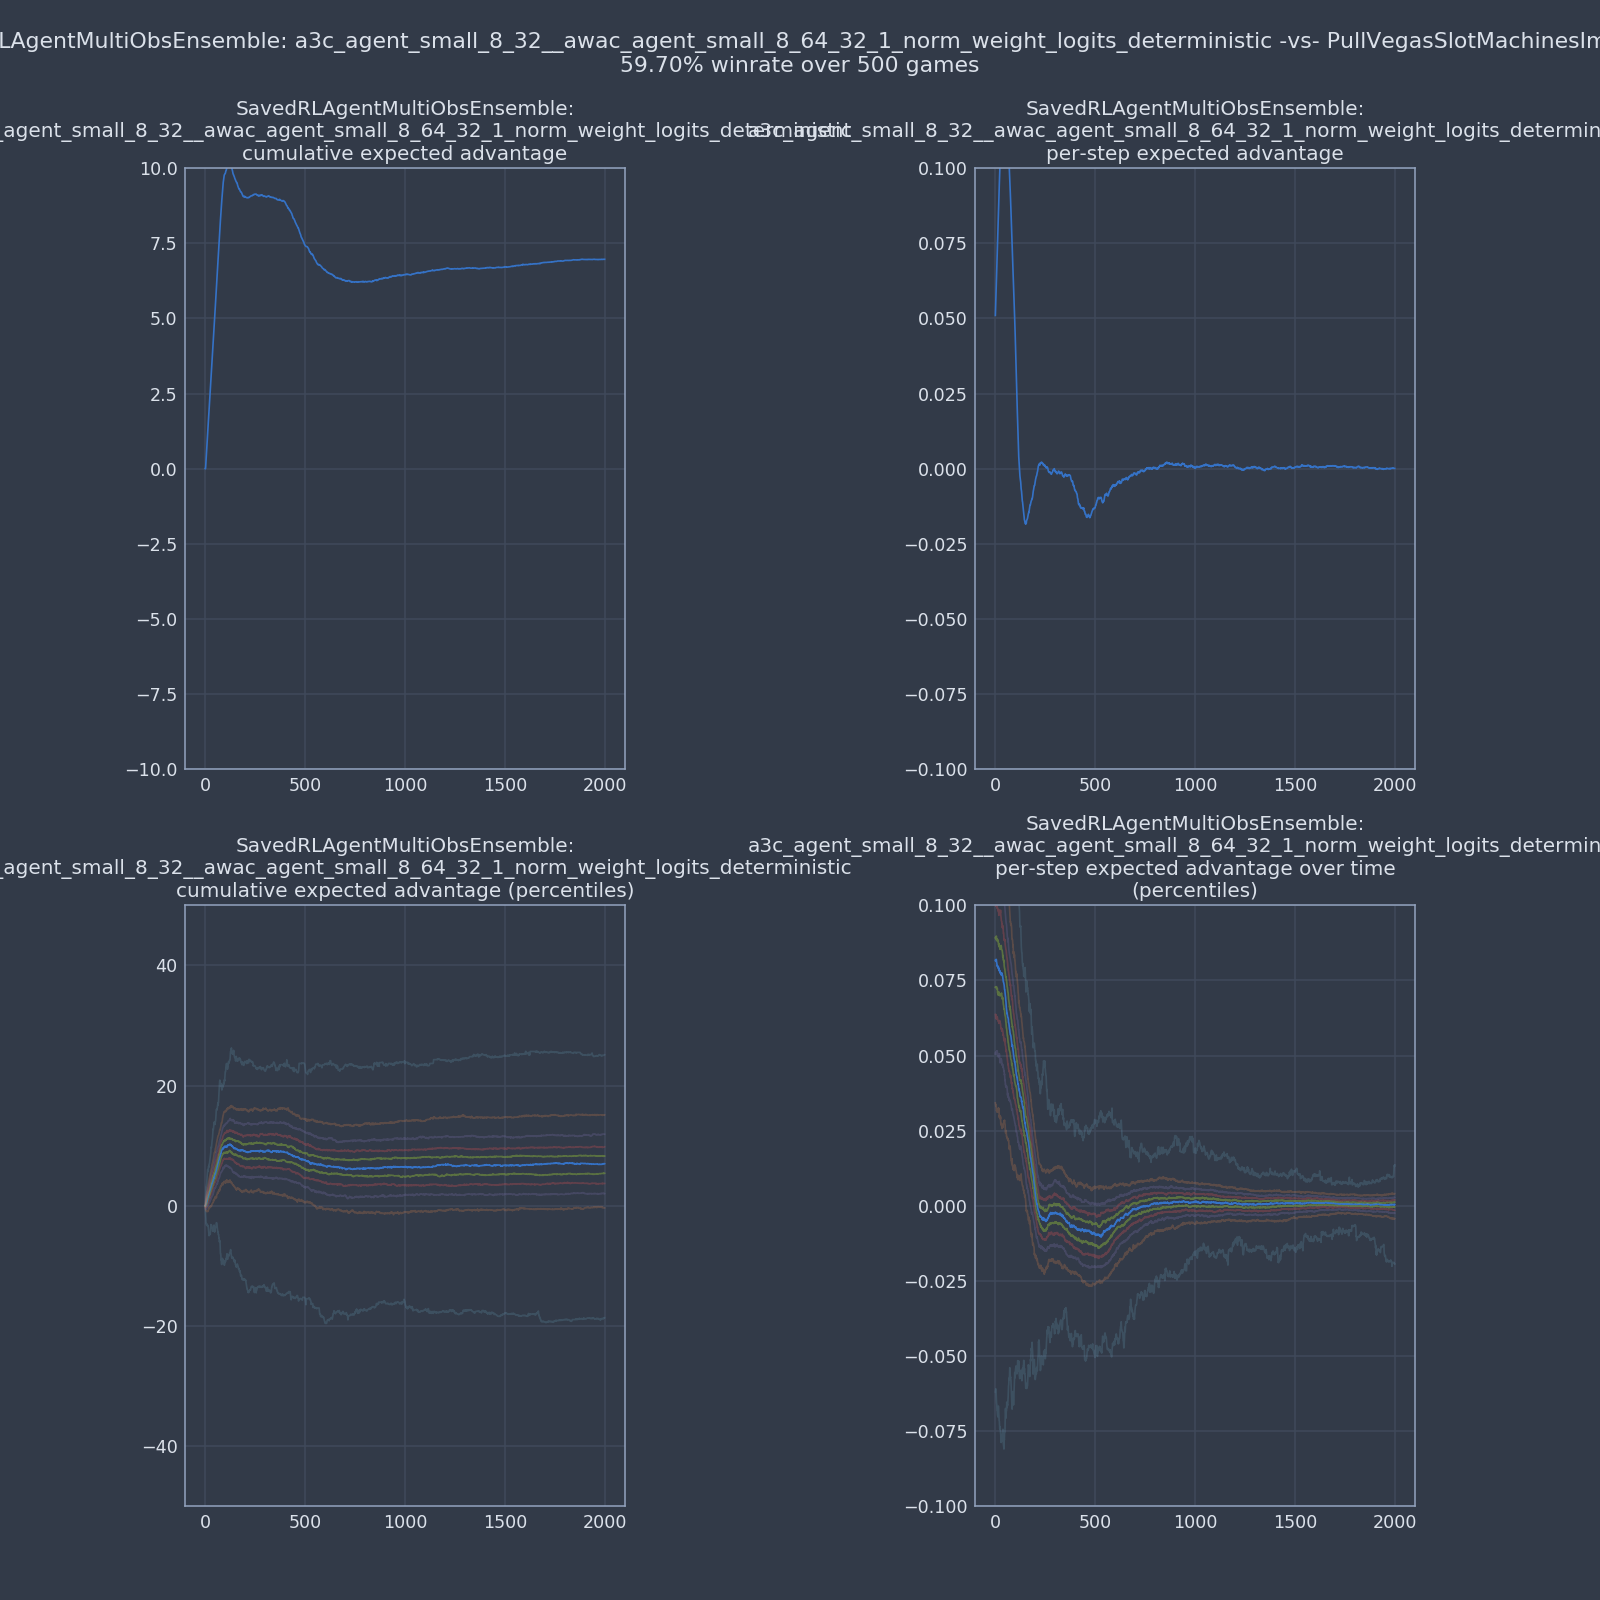 LAgentMultiObsEnsemble: a3c_agent_small_8_32__awac_agent_small_8_64_32_1_norm_weight_logits_deterministic -vs- PullVegasSlotMachinesIm
59.70% winrate over 500 games
SavedRLAgentMultiObsEnsemble:
_agent_small_8_32__awac_agent_small_8_64_32_1_norm_weight_logits_deterministic
cumulative expected advantage
10.0
7.5
5.0
2.5
0.0
−2.5
−5.0
−7.5
−10.0
0 500 1000 1500 2000
SavedRLAgentMultiObsEnsemble:
a3c_agent_small_8_32__awac_agent_small_8_64_32_1_norm_weight_logits_determin
per-step expected advantage
0.100
0.075
0.050
0.025
0.000
−0.025
−0.050
−0.075
−0.100
0 500 1000 1500 2000
SavedRLAgentMultiObsEnsemble:
_agent_small_8_32__awac_agent_small_8_64_32_1_norm_weight_logits_deterministic
cumulative expected advantage (percentiles)
40
20
0
−20
−40
0 500 1000 1500 2000
SavedRLAgentMultiObsEnsemble:
a3c_agent_small_8_32__awac_agent_small_8_64_32_1_norm_weight_logits_determin
per-step expected advantage over time
(percentiles)
0.100
0.075
0.050
0.025
0.000
−0.025
−0.050
−0.075
−0.100
0 500 1000 1500 2000